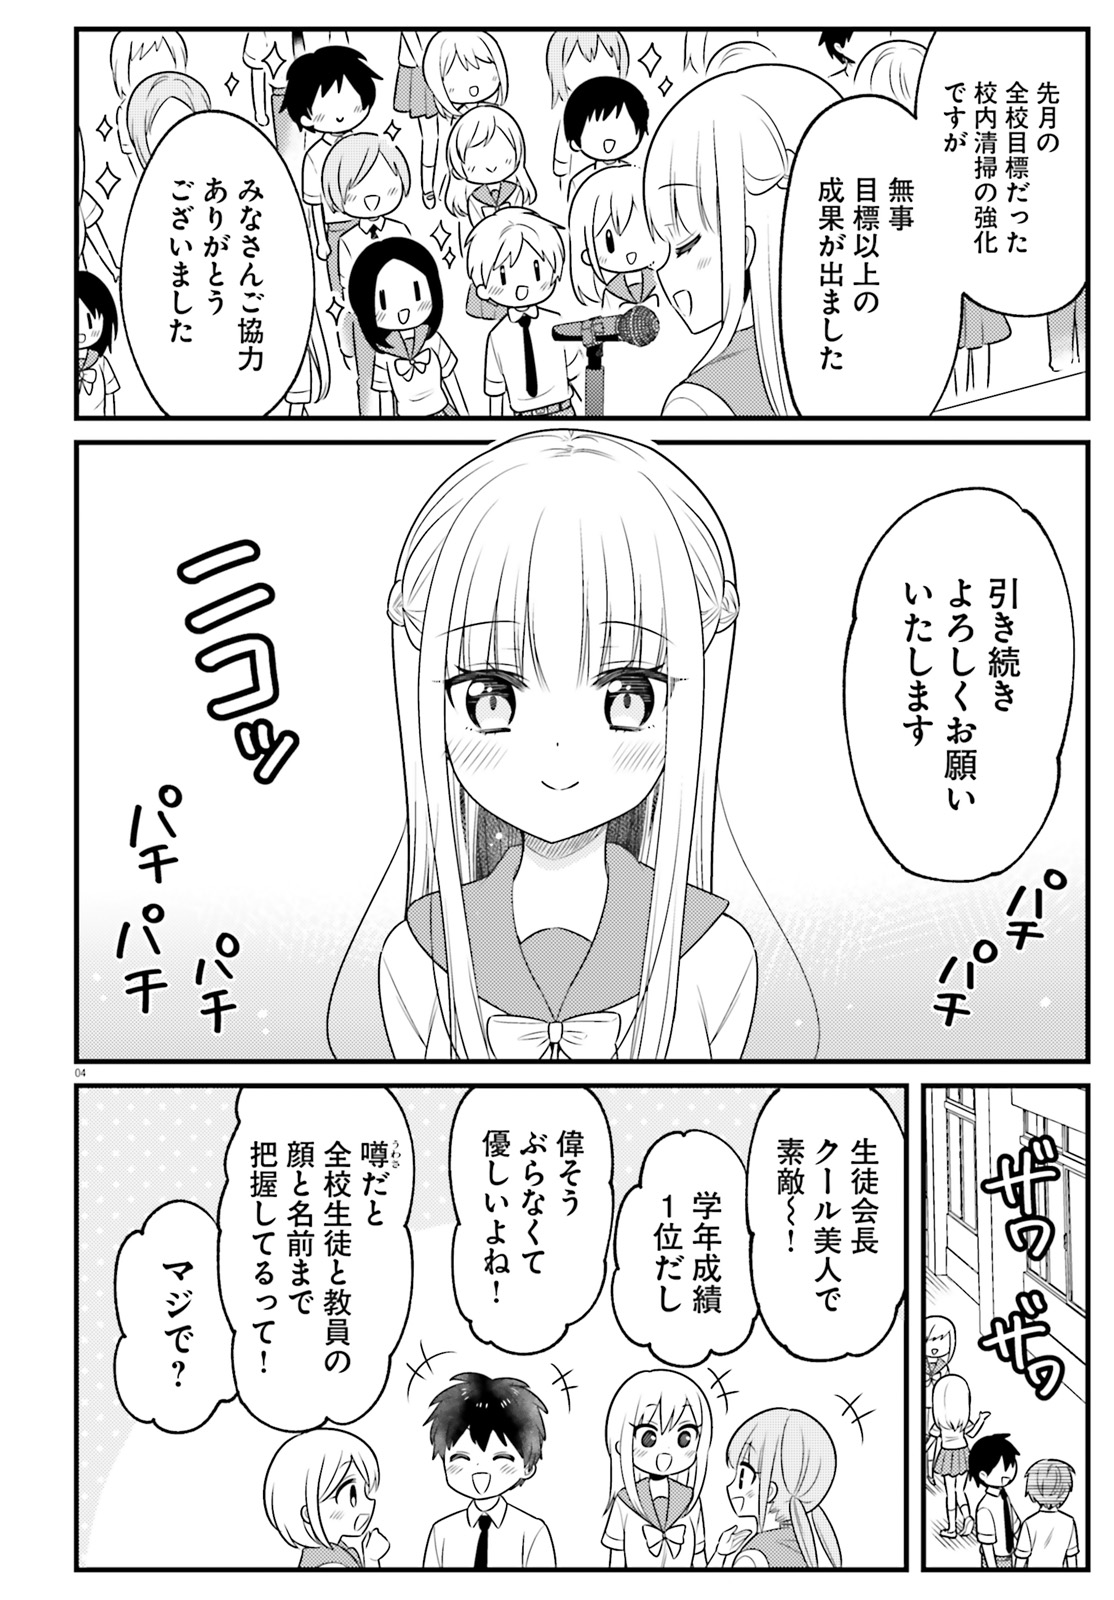 先月の
全校目標だった
校内清掃の強化
ですが
無事
目標以上の
成果が出ました
みなさんご協力
ありがとう
ございました
引き続き
よろしくお願い
いたします
ニコッ
パチ
パチ
パチ
パチ
パチ
04
ザワ
ザワ
生徒会長
クール美人で
素敵〜！
学年成績
1位だし
偉そう
ぶらなくて
優しいよね！
噂だと
うわさ
全校生徒と教員の
顔と名前まで
把握してるって！
マジで？